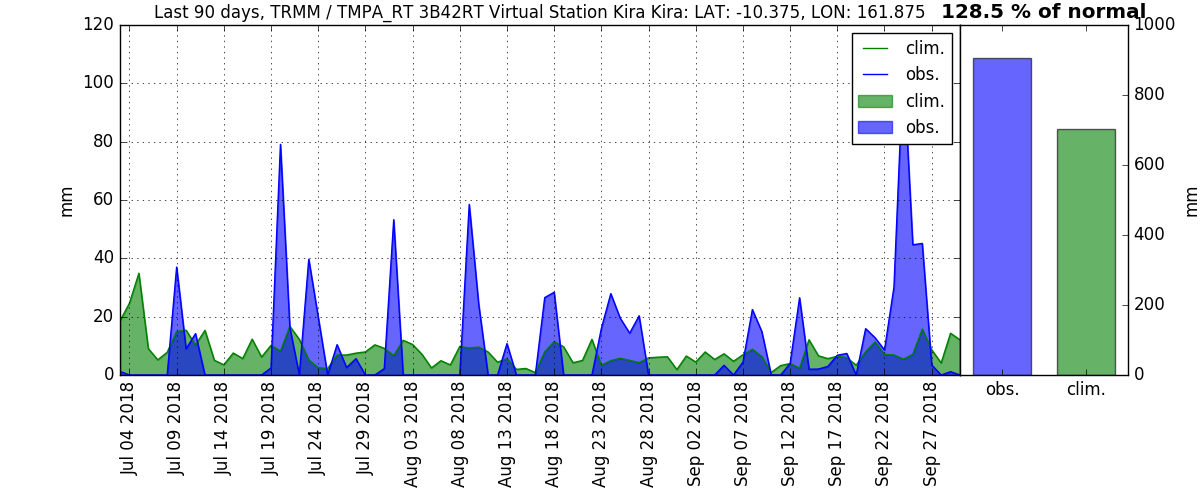 Last 90 days, TRMM / TMPA_RT 3B42RT Virtual Station Kira Kira: LAT: -10.375, LON: 161.875
128.5 % of normal
120
100
80
60
40
20
0
mm
clim.
obs.
clim.
obs.
Jul 04 2018
Jul 09 2018
Jul 14 2018
Jul 19 2018
Jul 24 2018
Jul 29 2018
Aug 03 2018
Aug 08 2018
Aug 13 2018
Aug 18 2018
Aug 23 2018
Aug 28 2018
Sep 02 2018
Sep 07 2018
Sep 12 2018
Sep 17 2018
Sep 22 2018
Sep 27 2018
1000
800
600
400
200
0
mm
obs.
clim.